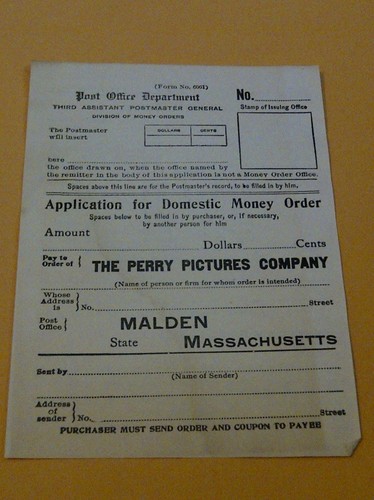 (Form No. 6001)
Post Office Department
No.
THIRD ASSISTANT POSTMASTER GENERAL
Stamp of Issuing Office
DIVISION OF MONEY ORDERS
The Postmaster
will insert
DOLLARS CENTS
here
the office drawn on, when the office named by
the remitter in the body of this application is not a Money Order Office.
Spaces above this line are for the Postmaster's record, to be filled in by him.
Application for Domestic Money Order
Spaces below to be filled in by purchaser, or, if necessary,
by another person for him
Amount
Dollars Cents
Pay to
Order of } THE PERRY PICTURES COMPANY
(Name of person or firm for whom order is intended)
Whose
Address
is } No. Street
Post
Office } MALDEN
State MASSACHUSETTS
Sent by
(Name of Sender)
Address
of
sender } No. Street
PURCHASER MUST SEND ORDER AND COUPON TO PAYEE